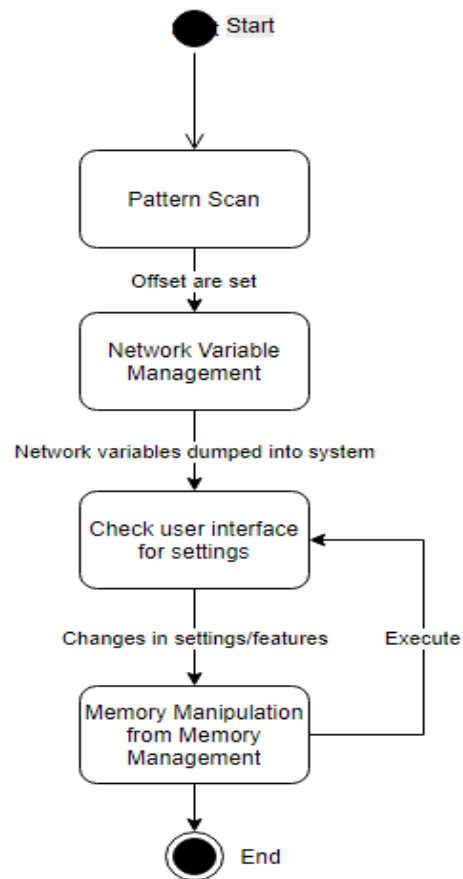 Start
Pattern Scan
Offset are set
Network Variable
Management
Network variables dumped into system
Check user interface
for settings
Changes in settings/features
Execute
Memory Manipulation
from Memory
Management
End